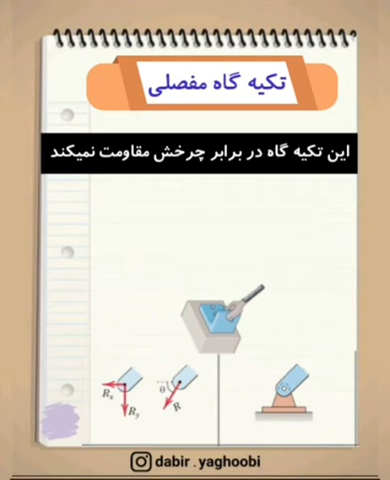 تکیه گاه مفصلی
این تکیه گاه در برابر چرخش مقاومت نمیکند
Rx
Ry
θ
R
dabir.yaghoobi